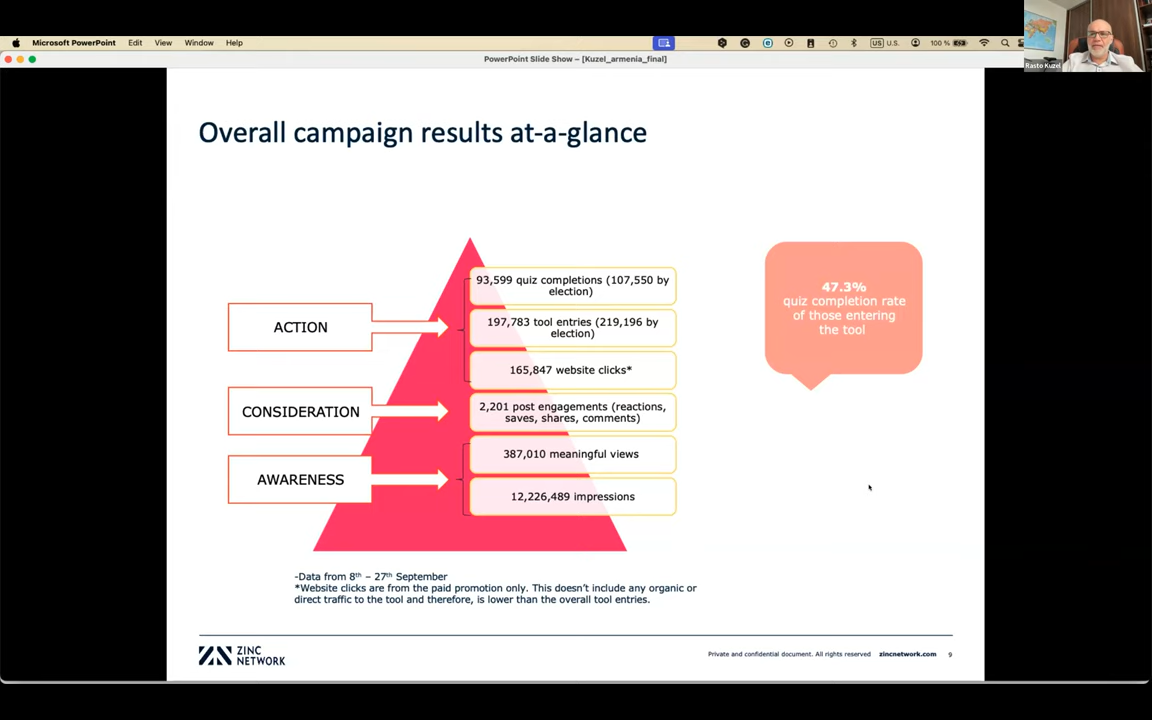 Microsoft PowerPoint Edit View Window Help
US U.S. 100 %
PowerPoint Slide Show – [Kuzel_armenia_final]
Rasto Kuzel
Overall campaign results at-a-glance
ACTION
CONSIDERATION
AWARENESS
93,599 quiz completions (107,550 by
election)
197,783 tool entries (219,196 by
election)
165,847 website clicks*
2,201 post engagements (reactions,
saves, shares, comments)
387,010 meaningful views
12,226,489 impressions
47.3%
quiz completion rate
of those entering
the tool
-Data from 8th – 27th September
*Website clicks are from the paid promotion only. This doesn't include any organic or
direct traffic to the tool and therefore, is lower than the overall tool entries.
ZINC
NETWORK
Private and confidential document. All rights reserved zincnetwork.com 9